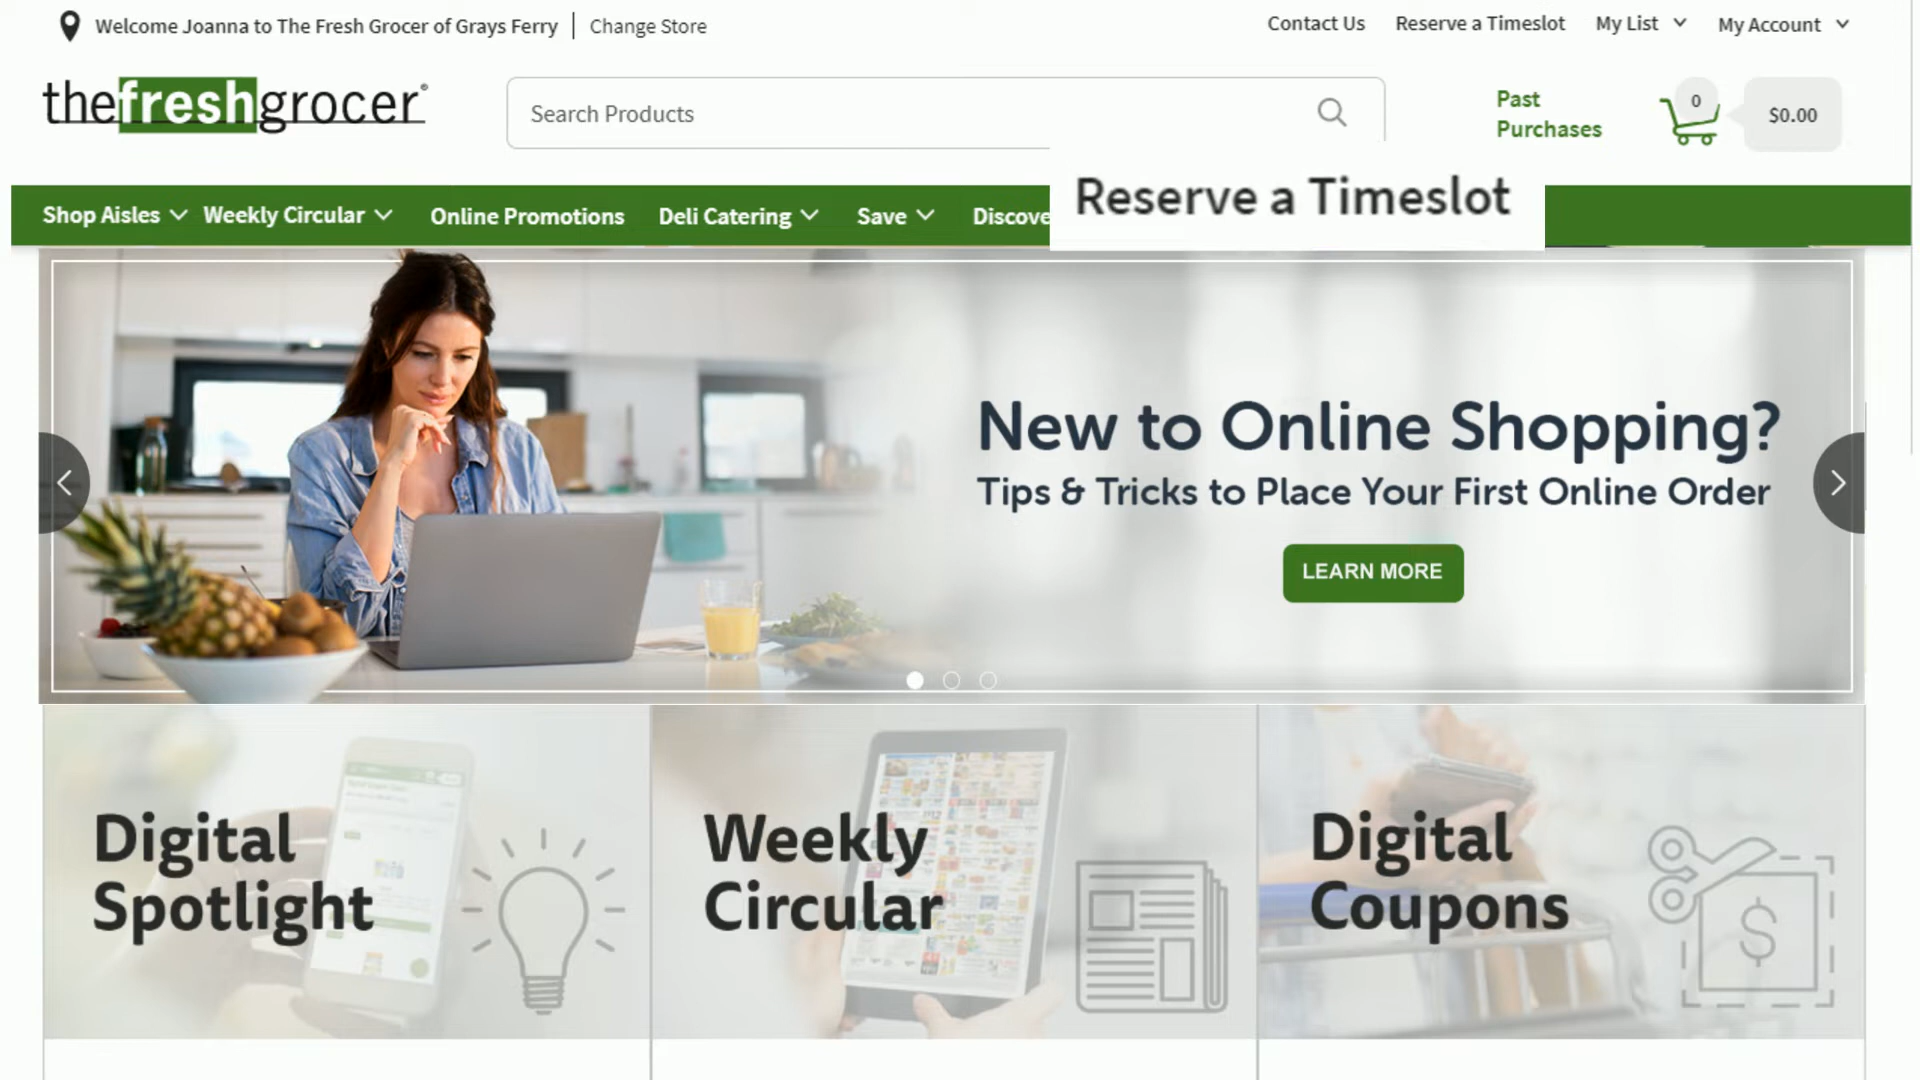 Welcome Joanna to The Fresh Grocer of Grays Ferry | Change Store
Contact Us Reserve a Timeslot My List My Account
thefreshgrocer®
Search Products
Past
Purchases
0
$0.00
Shop Aisles Weekly Circular Online Promotions Deli Catering Save Discove
Reserve a Timeslot
New to Online Shopping?
Tips & Tricks to Place Your First Online Order
LEARN MORE
Digital
Spotlight
Weekly
Circular
Digital
Coupons
$